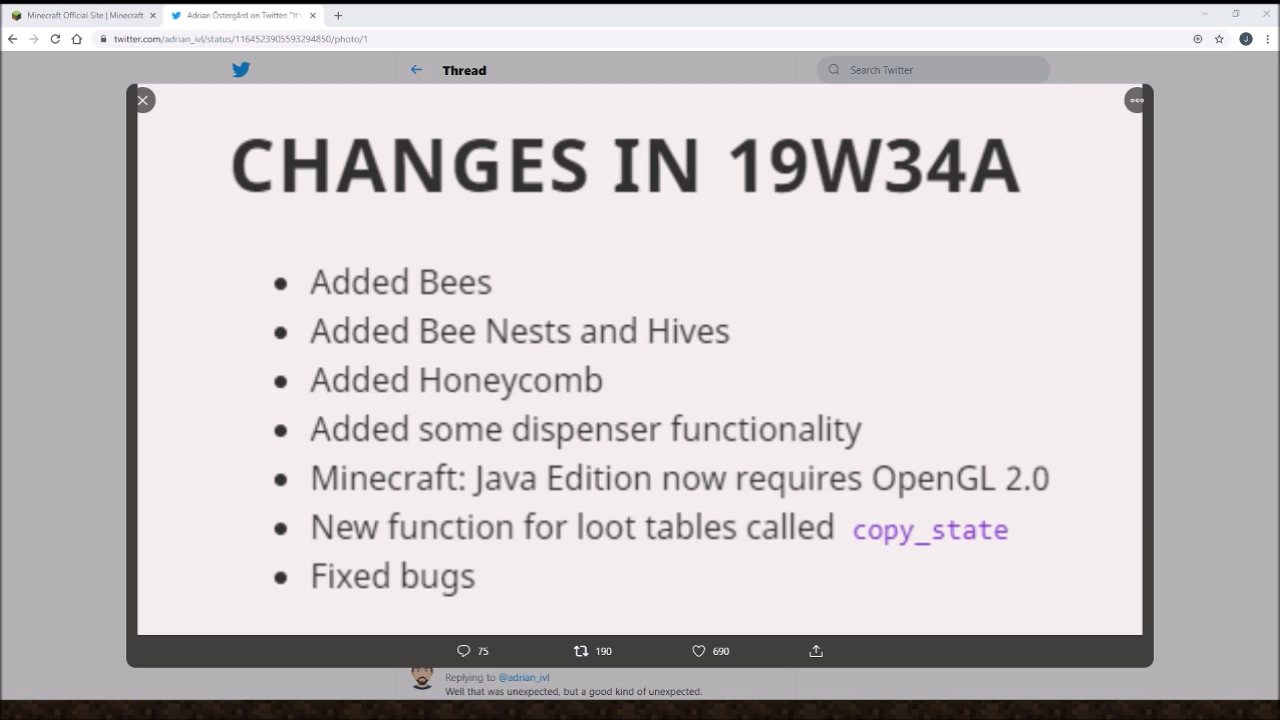 Minecraft Official Site | Minecraft
Adrian Östergård on Twitter: "It's
twitter.com/adrian_ivl/status/1164523905593294850/photo/1
J
Thread
Search Twitter
CHANGES IN 19W34A
• Added Bees
• Added Bee Nests and Hives
• Added Honeycomb
• Added some dispenser functionality
• Minecraft: Java Edition now requires OpenGL 2.0
• New function for loot tables called copy_state
• Fixed bugs
75 190 690
Replying to @adrian_ivl
Well that was unexpected, but a good kind of unexpected.